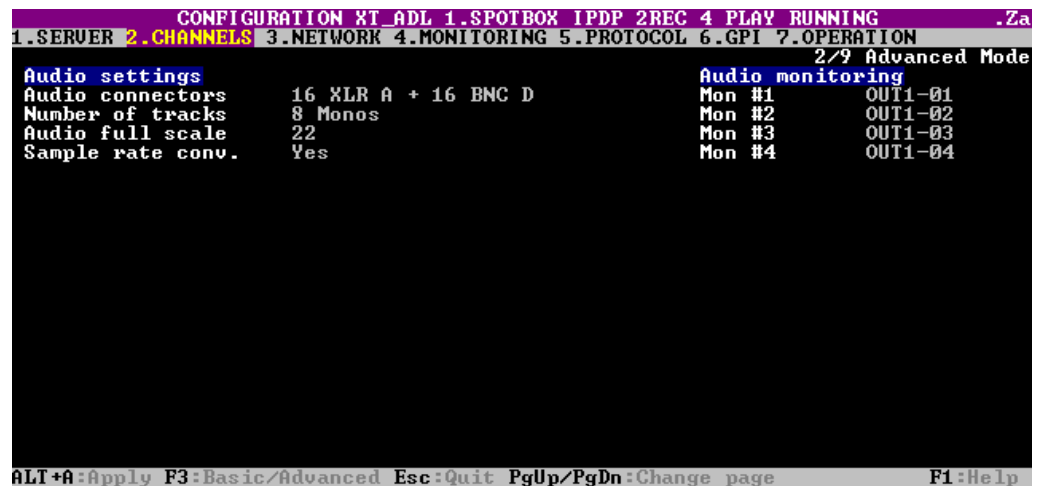 CONFIGURATION XT_ADL 1.SPOTBOX IPDP 2REC 4 PLAY RUNNING .Za
1.SERVER 2.CHANNELS 3.NETWORK 4.MONITORING 5.PROTOCOL 6.GPI 7.OPERATION
2/9 Advanced Mode
Audio settings Audio monitoring
Audio connectors 16 XLR A + 16 BNC D Mon #1 OUT1-01
Number of tracks 8 Monos Mon #2 OUT1-02
Audio full scale 22 Mon #3 OUT1-03
Sample rate conv. Yes Mon #4 OUT1-04
ALT+A:Apply F3:Basic/Advanced Esc:Quit PgUp/PgDn:Change page F1:Help